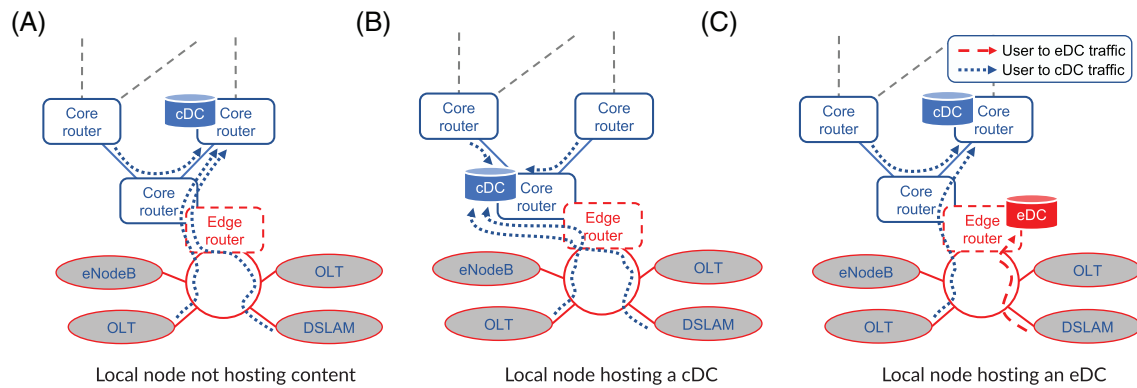 (A)
Core
router
cDC
Core
router
Core
router
Edge
router
eNodeB
OLT
OLT
DSLAM
Local node not hosting content
(B)
Core
router
Core
router
cDC
Core
router
Edge
router
eNodeB
OLT
OLT
DSLAM
Local node hosting a cDC
(C)
User to eDC traffic
User to cDC traffic
Core
router
cDC
Core
router
Core
router
Edge
router
eDC
eNodeB
OLT
OLT
DSLAM
Local node hosting an eDC